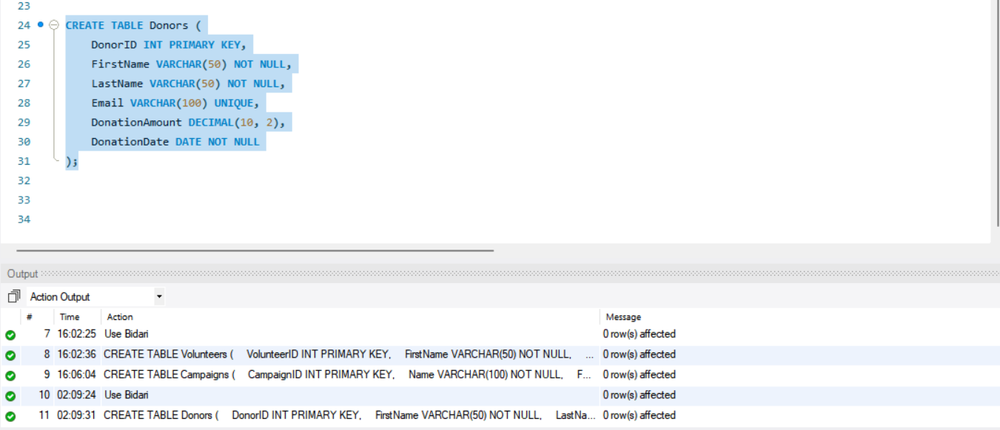 23
24 CREATE TABLE Donors (
25 DonorID INT PRIMARY KEY,
26 FirstName VARCHAR(50) NOT NULL,
27 LastName VARCHAR(50) NOT NULL,
28 Email VARCHAR(100) UNIQUE,
29 DonationAmount DECIMAL(10, 2),
30 DonationDate DATE NOT NULL
31 );
32
33
34
Output
Action Output
# Time Action Message
7 16:02:25 Use Bidari 0 row(s) affected
8 16:02:36 CREATE TABLE Volunteers ( VolunteerID INT PRIMARY KEY, FirstName VARCHAR(50) NOT NULL, ... 0 row(s) affected
9 16:06:04 CREATE TABLE Campaigns ( CampaignID INT PRIMARY KEY, Name VARCHAR(100) NOT NULL, F... 0 row(s) affected
10 02:09:24 Use Bidari 0 row(s) affected
11 02:09:31 CREATE TABLE Donors ( DonorID INT PRIMARY KEY, FirstName VARCHAR(50) NOT NULL, LastNa... 0 row(s) affected